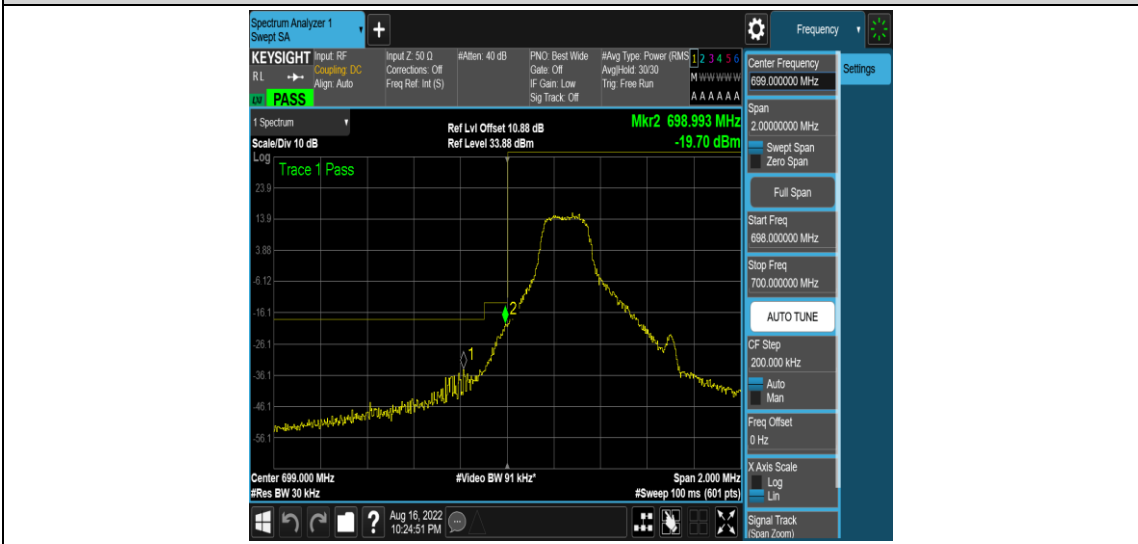 Spectrum Analyzer 1
Swept SA
+
Frequency
KEYSIGHT
RL
PASS
Input: RF
Coupling: DC
Align: Auto
Input Z: 50 Ω
Corrections: Off
Freq Ref: Int (S)
#Atten: 40 dB
PNO: Best Wide
Gate: Off
IF Gain: Low
Sig Track: Off
#Avg Type: Power (RMS
Avg|Hold: 30/30
Trig: Free Run
1 2 3 4 5 6
M W W W W W
A A A A A A
Center Frequency
699.000000 MHz
Settings
1 Spectrum
Scale/Div 10 dB
Ref Lvl Offset 10.88 dB
Ref Level 33.88 dBm
Mkr2 698.993 MHz
-19.70 dBm
Log
Trace 1 Pass
23.9
13.9
3.88
-6.12
-16.1
-26.1
-36.1
-46.1
-56.1
2
1
Center 699.000 MHz
#Res BW 30 kHz
#Video BW 91 kHz*
Span 2.000 MHz
#Sweep 100 ms (601 pts)
Span
2.00000000 MHz
Swept Span
Zero Span
Full Span
Start Freq
698.000000 MHz
Stop Freq
700.000000 MHz
AUTO TUNE
CF Step
200.000 kHz
Auto
Man
Freq Offset
0 Hz
X Axis Scale
Log
Lin
Signal Track
(Span Zoom)
?
Aug 16, 2022
10:24:51 PM